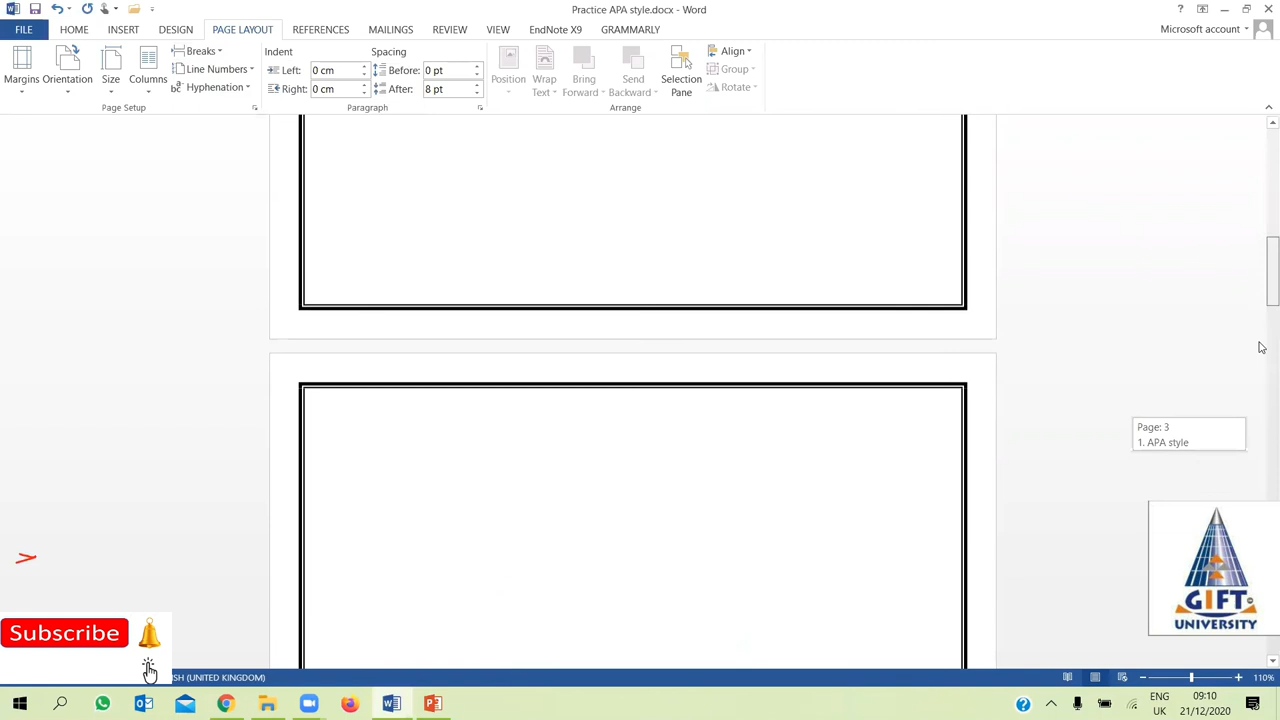 Practice APA style.docx - Word
FILE HOME INSERT DESIGN PAGE LAYOUT REFERENCES MAILINGS REVIEW VIEW EndNote X9 GRAMMARLY Microsoft account
Margins Orientation Size Columns
Breaks
Line Numbers
Hyphenation
Page Setup
Indent
Left: 0 cm
Right: 0 cm
Spacing
Before: 0 pt
After: 8 pt
Paragraph
Position
Wrap Text
Bring Forward
Send Backward
Selection Pane
Align
Group
Rotate
Arrange
Page: 3
1. APA style
GIFT
UNIVERSITY
Subscribe
SH (UNITED KINGDOM)
110%
ENG
UK
09:10
21/12/2020